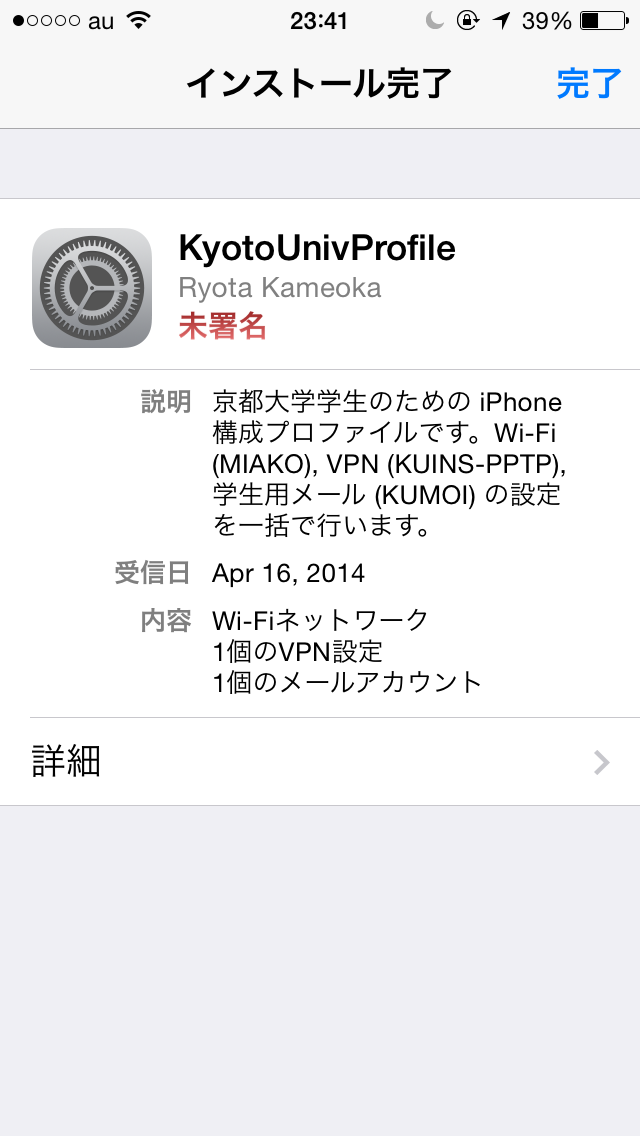 au 23:41 39%
インストール完了 完了
KyotoUnivProfile
Ryota Kameoka
未署名
説明 京都大学学生のための iPhone
構成プロファイルです。Wi-Fi
(MIAKO), VPN (KUINS-PPTP),
学生用メール (KUMOI) の設定
を一括で行います。
受信日 Apr 16, 2014
内容 Wi-Fiネットワーク
1個のVPN設定
1個のメールアカウント
詳細